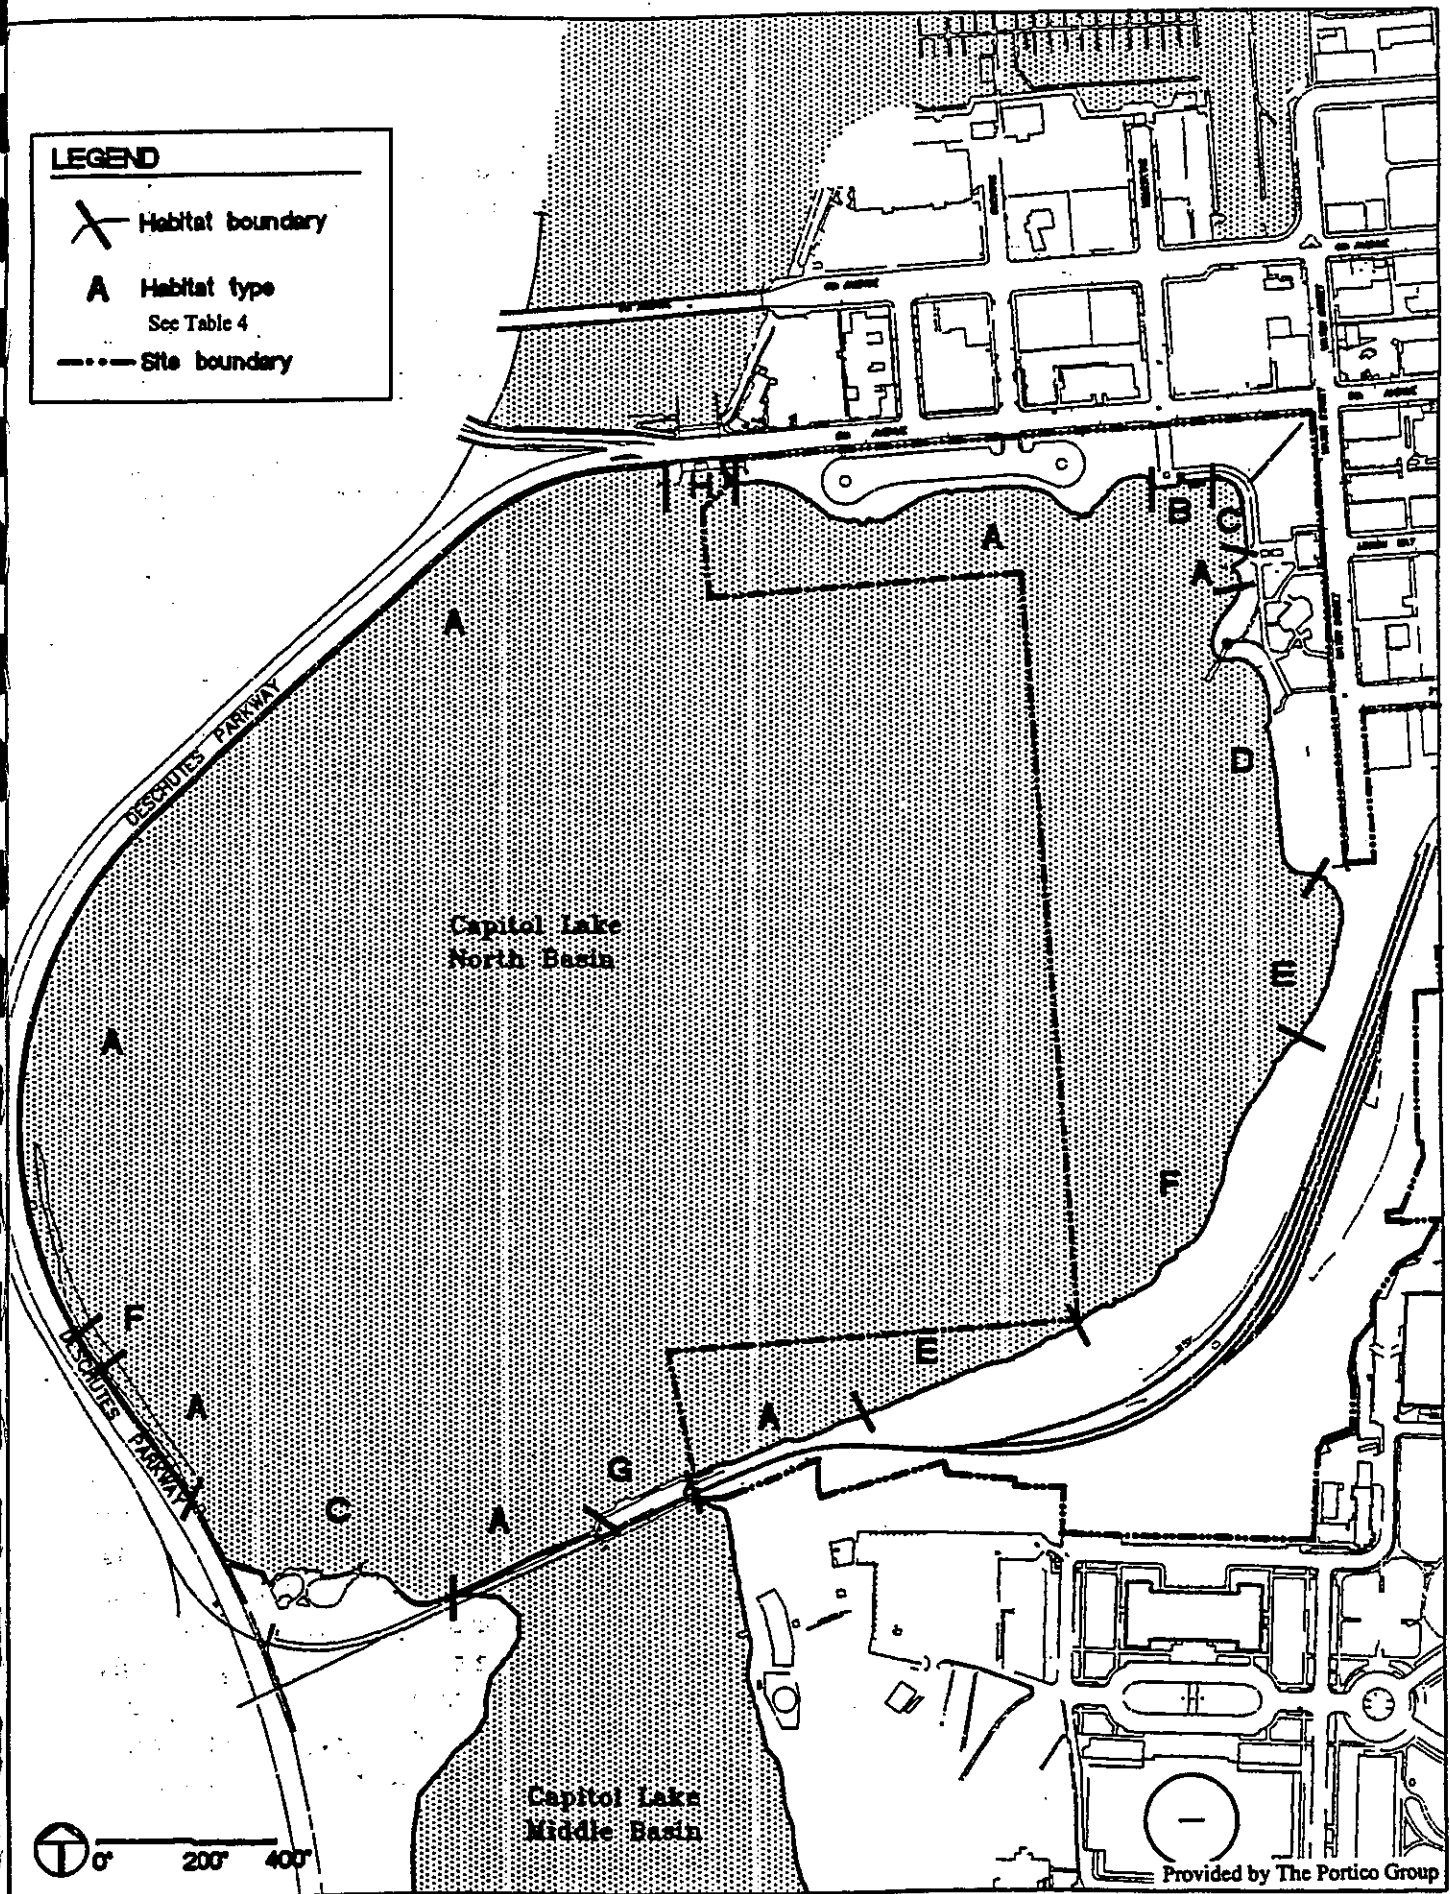 LEGEND
Habitat boundary
A Habitat type
See Table 4
Site boundary
H
B
C
A
A
A
DESCHUTES PARKWAY
D
Capitol Lake
North Basin
E
A
F
F
DESCHUTES PARKWAY
E
A
A
G
C
A
Capitol Lake
Middle Basin
0' 200' 400'
Provided by The Portico Group